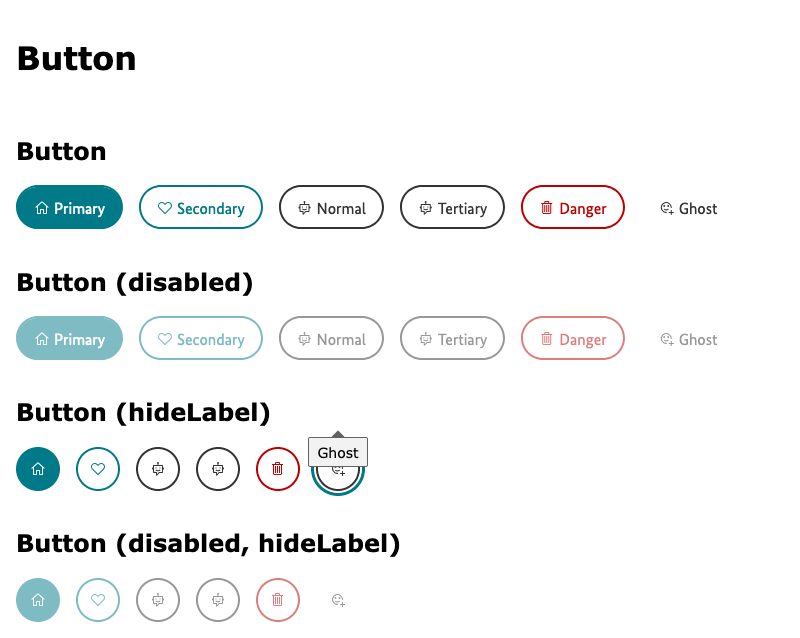 Button
Button
Primary Secondary Normal Tertiary Danger Ghost
Button (disabled)
Primary Secondary Normal Tertiary Danger Ghost
Button (hideLabel)
Ghost
Button (disabled, hideLabel)